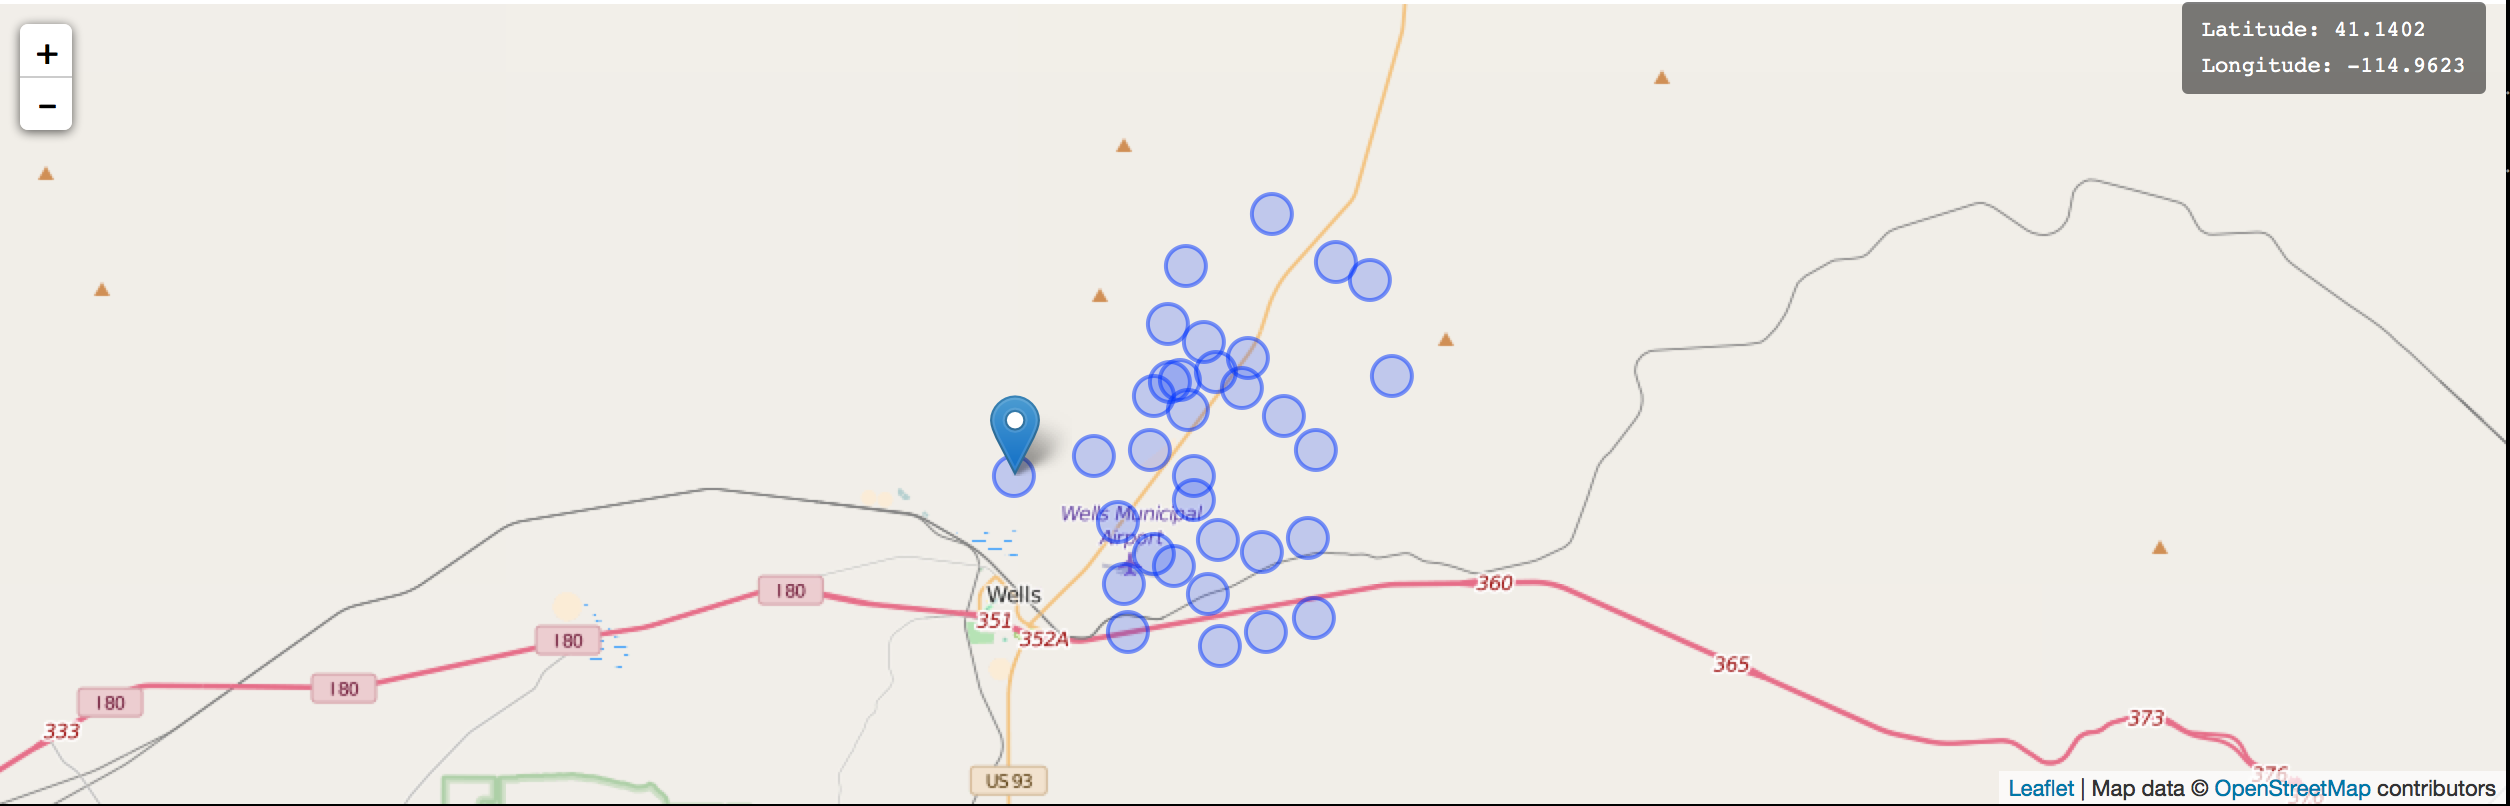 +
−
Latitude: 41.1402
Longitude: -114.9623
Wells Municipal
Airport
Wells
351
352A
360
I 80
I 80
I 80
I 80
333
365
373
376
US 93
Leaflet | Map data © OpenStreetMap contributors